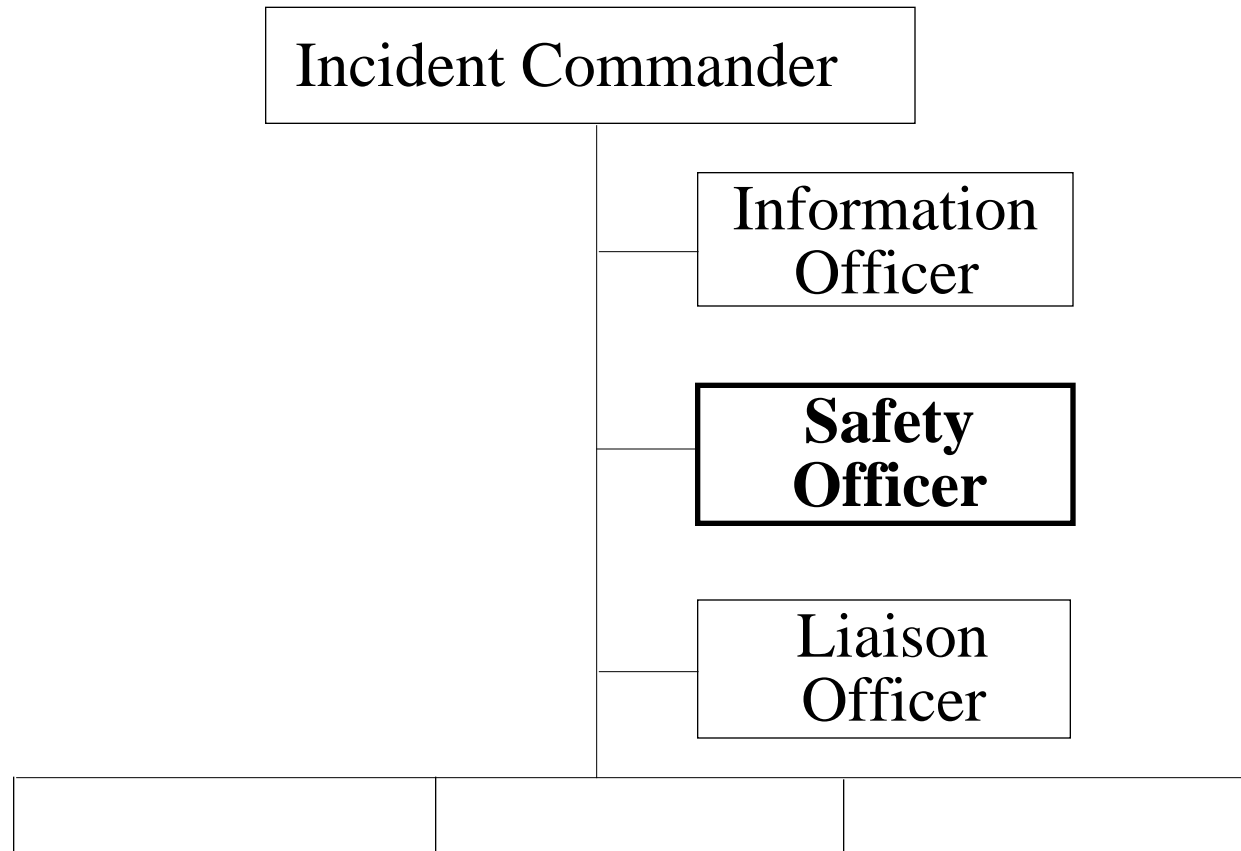 Incident Commander
Information
Officer
Safety
Officer
Liaison
Officer